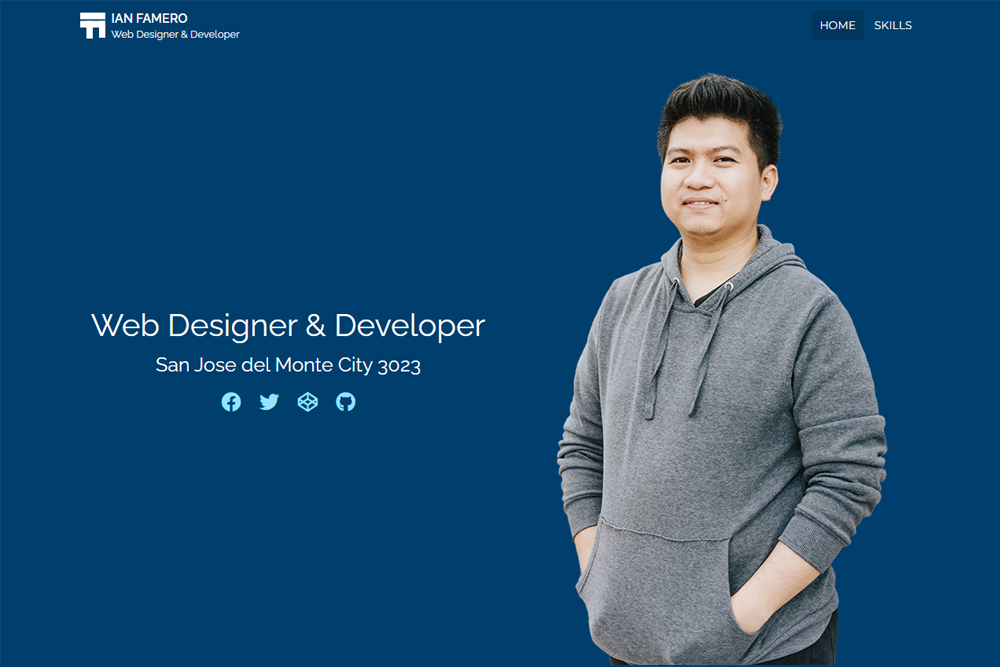 IAN FAMERO
Web Designer & Developer
HOME SKILLS
Web Designer & Developer
San Jose del Monte City 3023